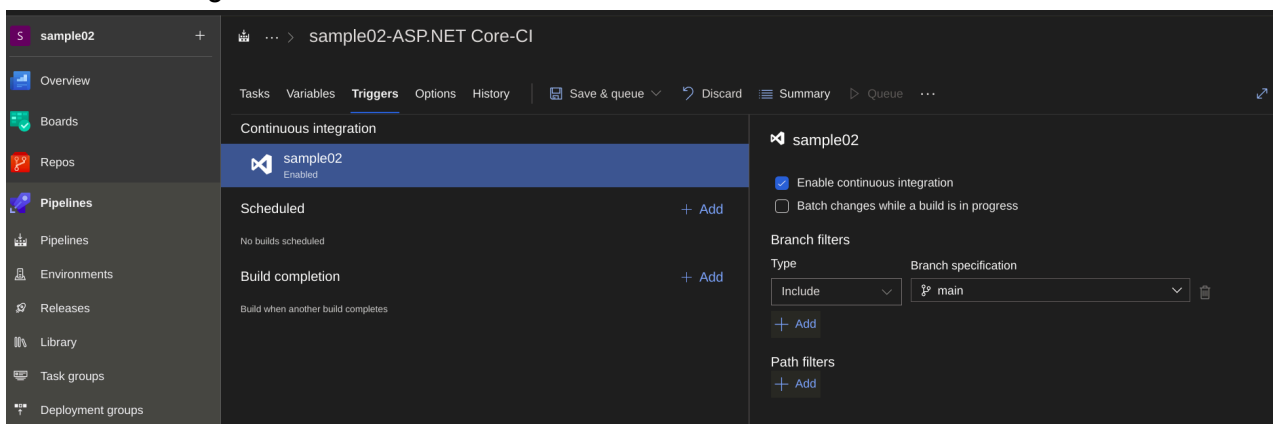 S sample02 +
Overview
Boards
Repos
Pipelines
Pipelines
Environments
Releases
Library
Task groups
Deployment groups
··· > sample02-ASP.NET Core-CI
Tasks Variables Triggers Options History Save & queue Discard Summary Queue ···
Continuous integration
sample02
Enabled
Scheduled + Add
No builds scheduled
Build completion + Add
Build when another build completes
sample02
Enable continuous integration
Batch changes while a build is in progress
Branch filters
Type Branch specification
Include main
+ Add
Path filters
+ Add